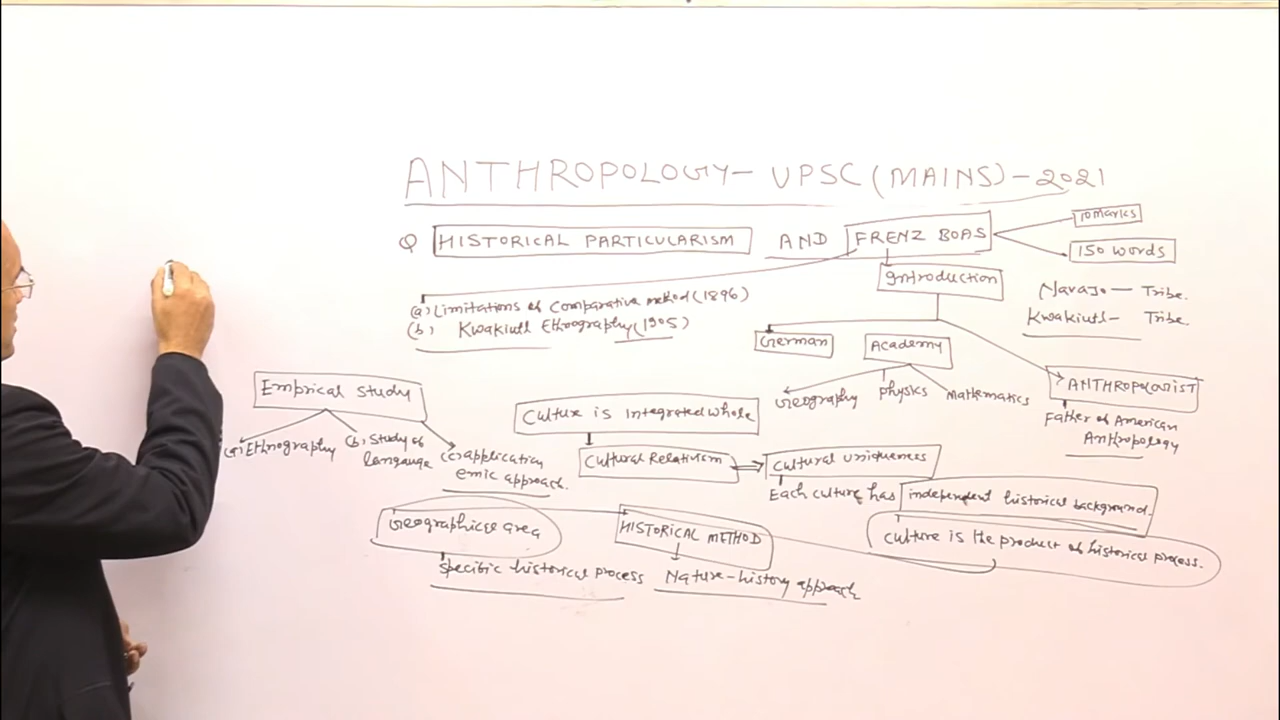 ANTHROPOLOGY- UPSC (MAINS) - 2021
Q HISTORICAL PARTICULARISM AND FRENZ BOAS
10 marks
150 words
Introduction
(a) Limitations of Comparative method (1896)
(b) Kwakiutl Ethnography (1905)
Navajo - Tribe.
Kwakiutl - Tribe.
German
Academy
ANTHROPOLOGIST
Geography
physics
Mathematics
Father of American
Anthropology
Emprical Study
(a) Ethnography
(b) Study of
langauge
(c) application
emic approach.
Culture is integrated whole
Cultural Relativism ⇒ Cultural uniqueness
Each culture has independent historical background.
Geographical area
HISTORICAL METHOD
culture is the product of historical process.
Specific historical process
Nature-history approach